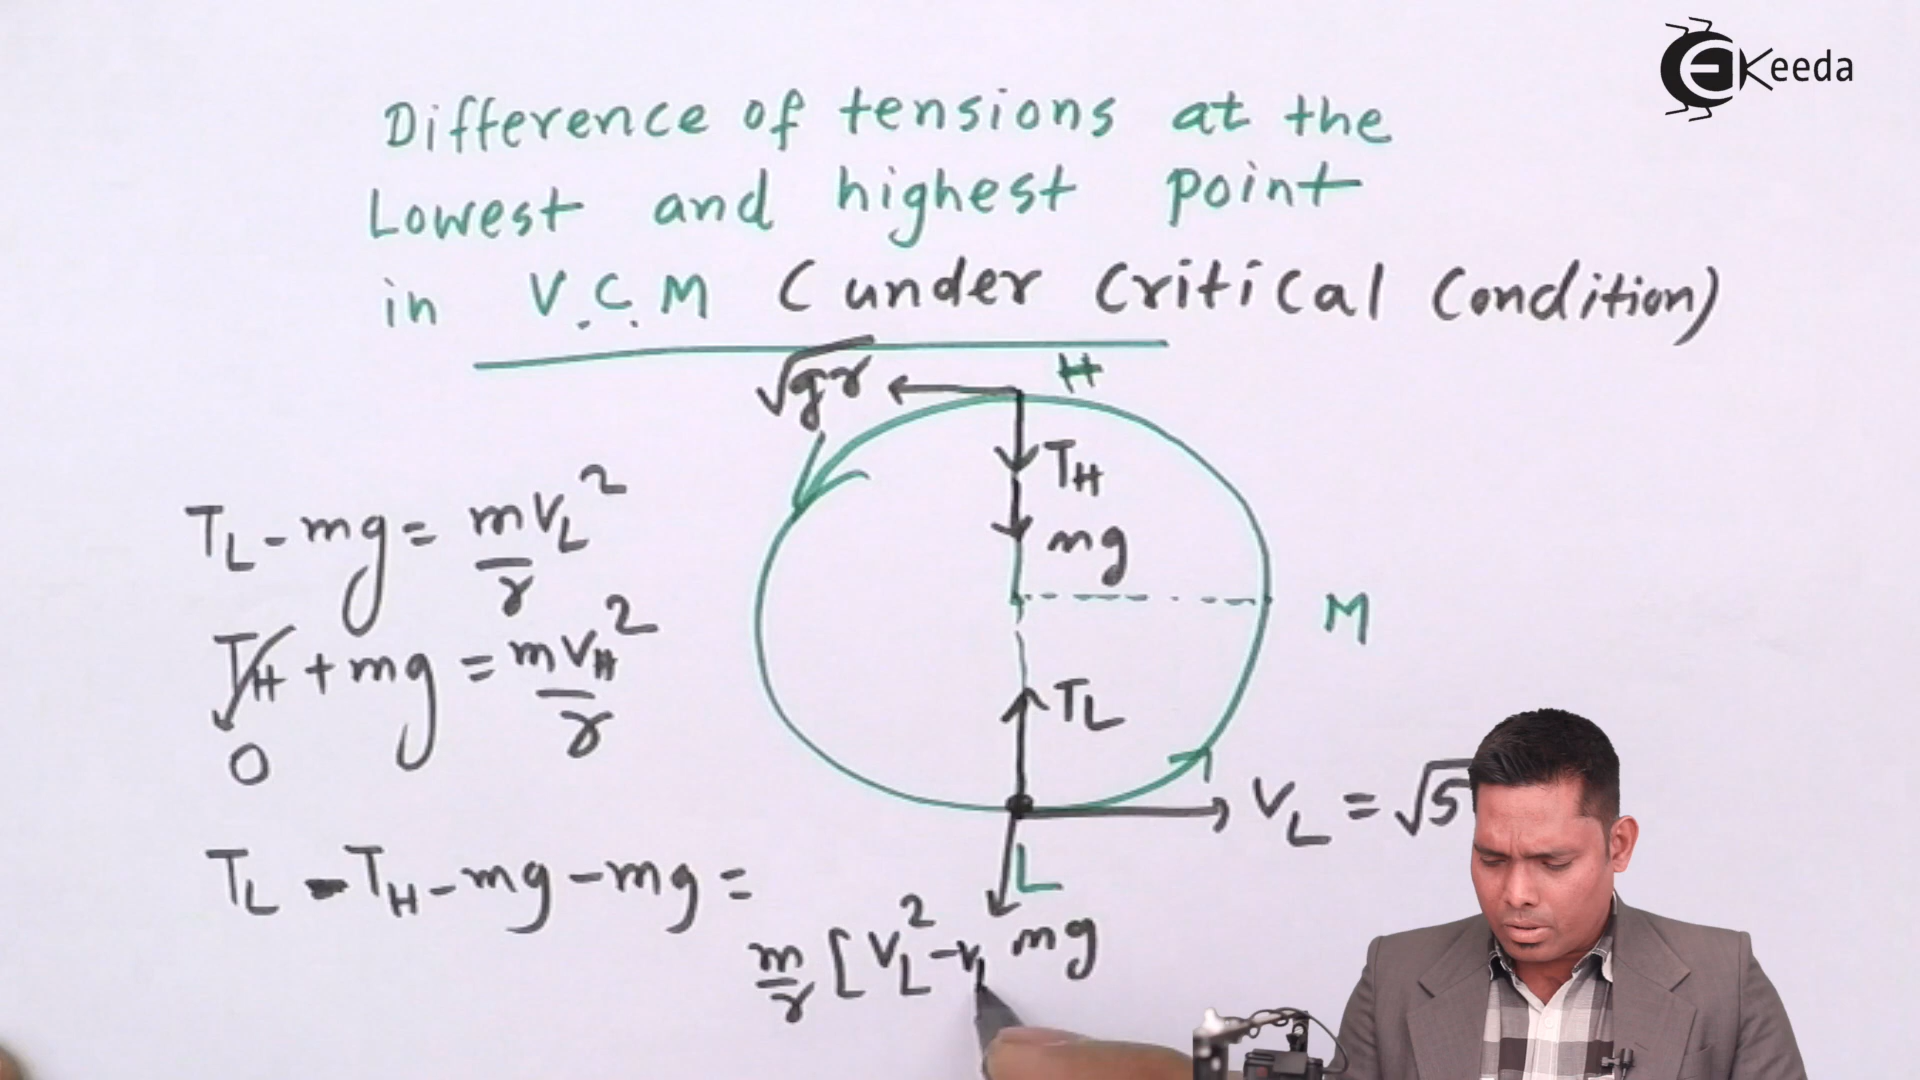 Keeda
Difference of tensions at the
Lowest and highest point
in V.C.M (under Critical Condition)
√gr
H
T_H
mg
M
T_L
V_L = √5
L
mg
T_L - mg = mV_L²/r
T_H + mg = mV_H²/r
0
T_L - T_H - mg - mg =
m/r [V_L² - V